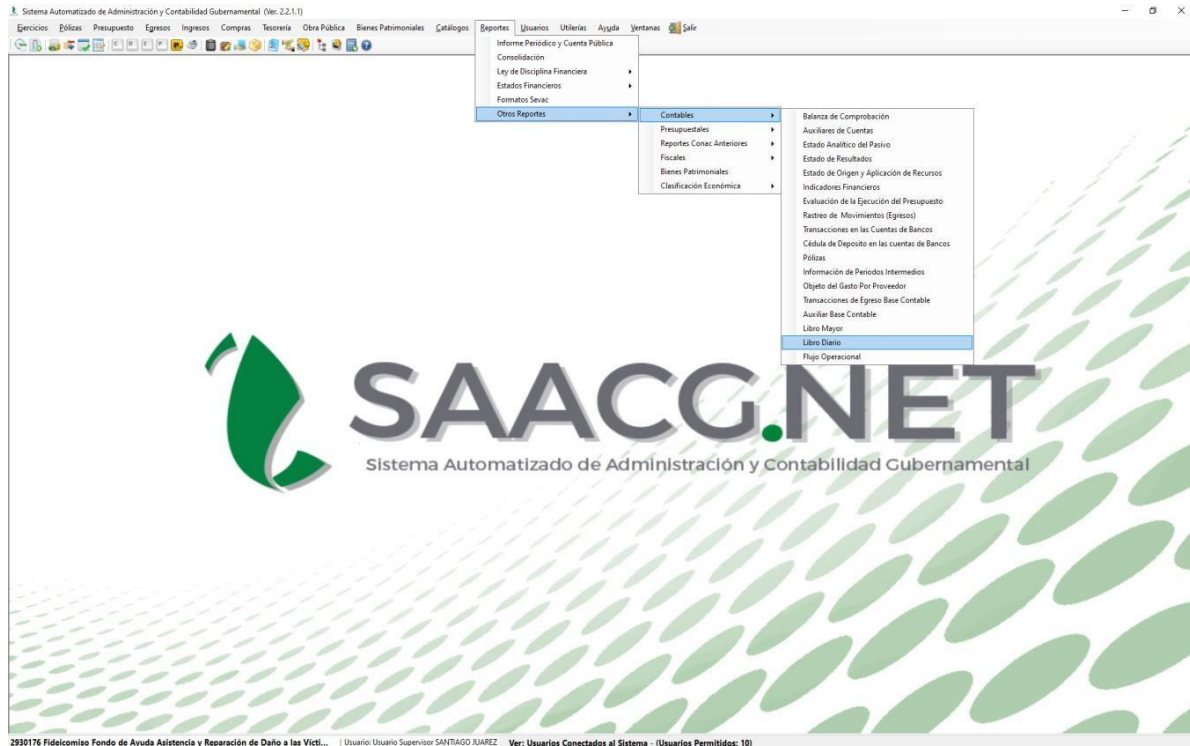 Sistema Automatizado de Administración y Contabilidad Gubernamental (Ver. 2.2.1.1)
Ejercicios Pólizas Presupuesto Egresos Ingresos Compras Tesorería Obra Pública Bienes Patrimoniales Catálogos Reportes Usuarios Utilerías Ayuda Ventanas Salir
Informe Periódico y Cuenta Pública
Consolidación
Ley de Disciplina Financiera
Estados Financieros
Formatos Sevac
Otros Reportes
Contables
Presupuestales
Reportes Conac Anteriores
Fiscales
Bienes Patrimoniales
Clasificación Económica
Balanza de Comprobación
Auxiliares de Cuentas
Estado Analítico del Pasivo
Estado de Resultados
Estado de Origen y Aplicación de Recursos
Indicadores Financieros
Evaluación de la Ejecución del Presupuesto
Rastreo de Movimientos (Egresos)
Transacciones en las Cuentas de Bancos
Cédula de Deposito en las cuentas de Bancos
Pólizas
Información de Periodos Intermedios
Objeto del Gasto Por Proveedor
Transacciones de Egreso Base Contable
Auxiliar Base Contable
Libro Mayor
Libro Diario
Flujo Operacional
SAACG.NET
Sistema Automatizado de Administración y Contabilidad Gubernamental
2930176 Fideicomiso Fondo de Ayuda Asistencia y Reparación de Daño a las Vícti... Usuario: Usuario Supervisor SANTIAGO JUAREZ Ver: Usuarios Conectados al Sistema - (Usuarios Permitidos: 10)